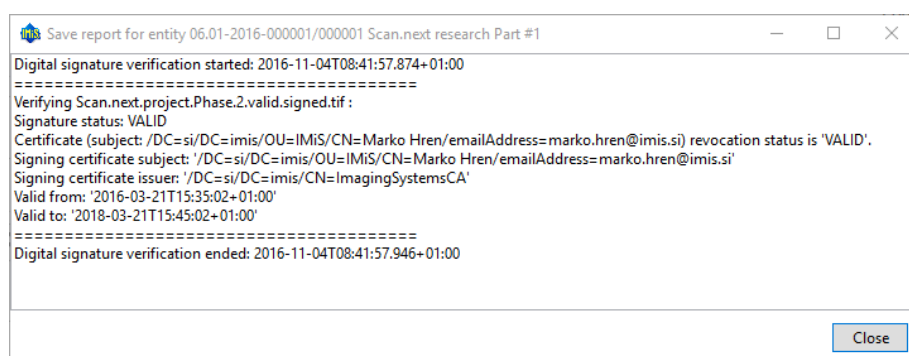 IMiS
Save report for entity 06.01-2016-000001/000001 Scan.next research Part #1
Digital signature verification started: 2016-11-04T08:41:57.874+01:00
========================================
Verifying Scan.next.project.Phase.2.valid.signed.tif :
Signature status: VALID
Certificate (subject: /DC=si/DC=imis/OU=IMiS/CN=Marko Hren/emailAddress=marko.hren@imis.si) revocation status is 'VALID'.
Signing certificate subject: '/DC=si/DC=imis/OU=IMiS/CN=Marko Hren/emailAddress=marko.hren@imis.si'
Signing certificate issuer: '/DC=si/DC=imis/CN=ImagingSystemsCA'
Valid from: '2016-03-21T15:35:02+01:00'
Valid to: '2018-03-21T15:45:02+01:00'
========================================
Digital signature verification ended: 2016-11-04T08:41:57.946+01:00
Close